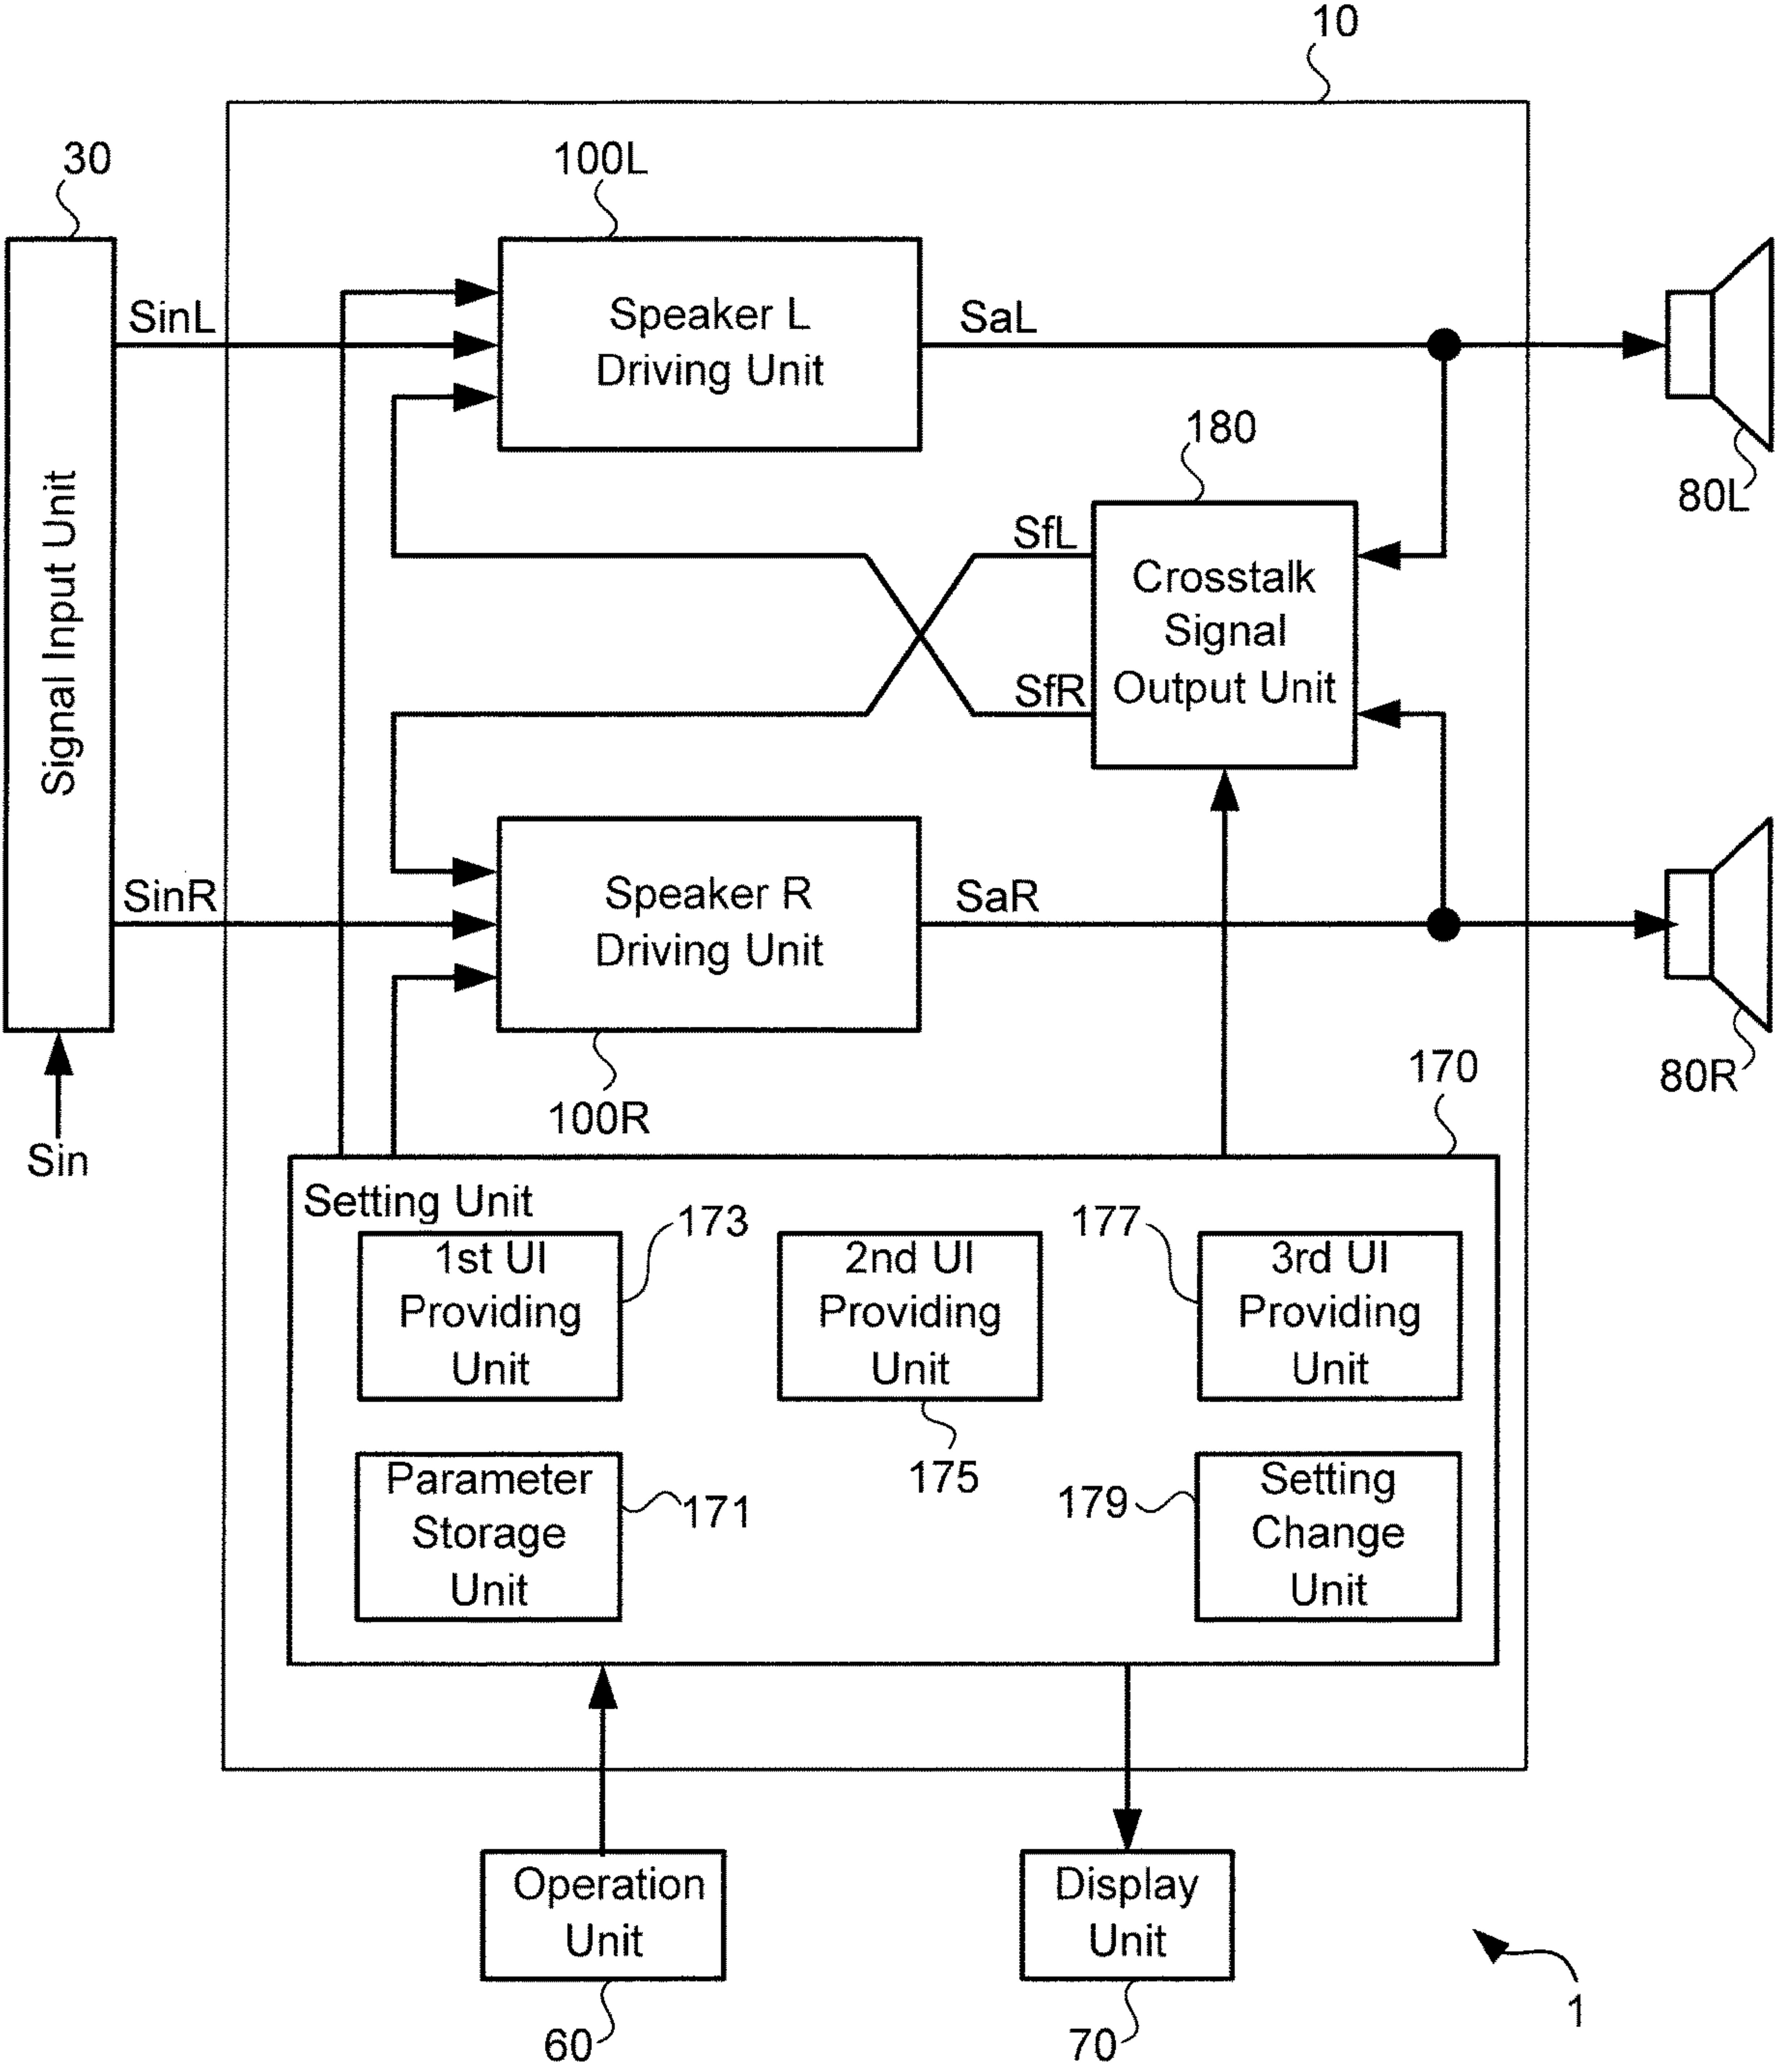 10
30
100L
SinL
Speaker L
Driving Unit
SaL
80L
180
Signal Input Unit
SfL
Crosstalk
Signal
Output Unit
SfR
SinR
Speaker R
Driving Unit
SaR
80R
100R
170
Sin
Setting Unit
1st UI
Providing
Unit
173
2nd UI
Providing
Unit
175
177
3rd UI
Providing
Unit
Parameter
Storage
Unit
171
179
Setting
Change
Unit
Operation
Unit
60
Display
Unit
70
1